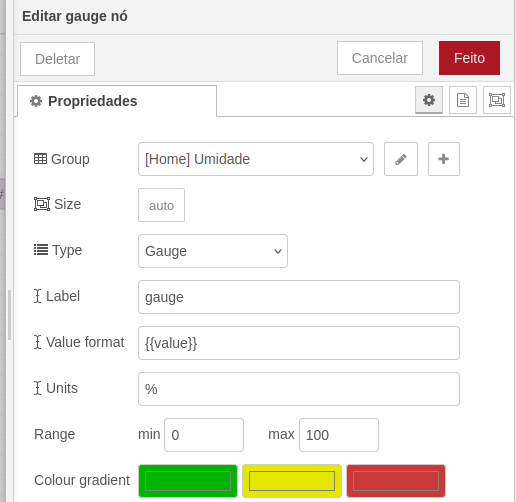 Editar gauge nó
Deletar
Cancelar
Feito
Propriedades
Group
[Home] Umidade
Size
auto
Type
Gauge
Label
gauge
Value format
{{value}}
Units
%
Range
min
0
max
100
Colour gradient